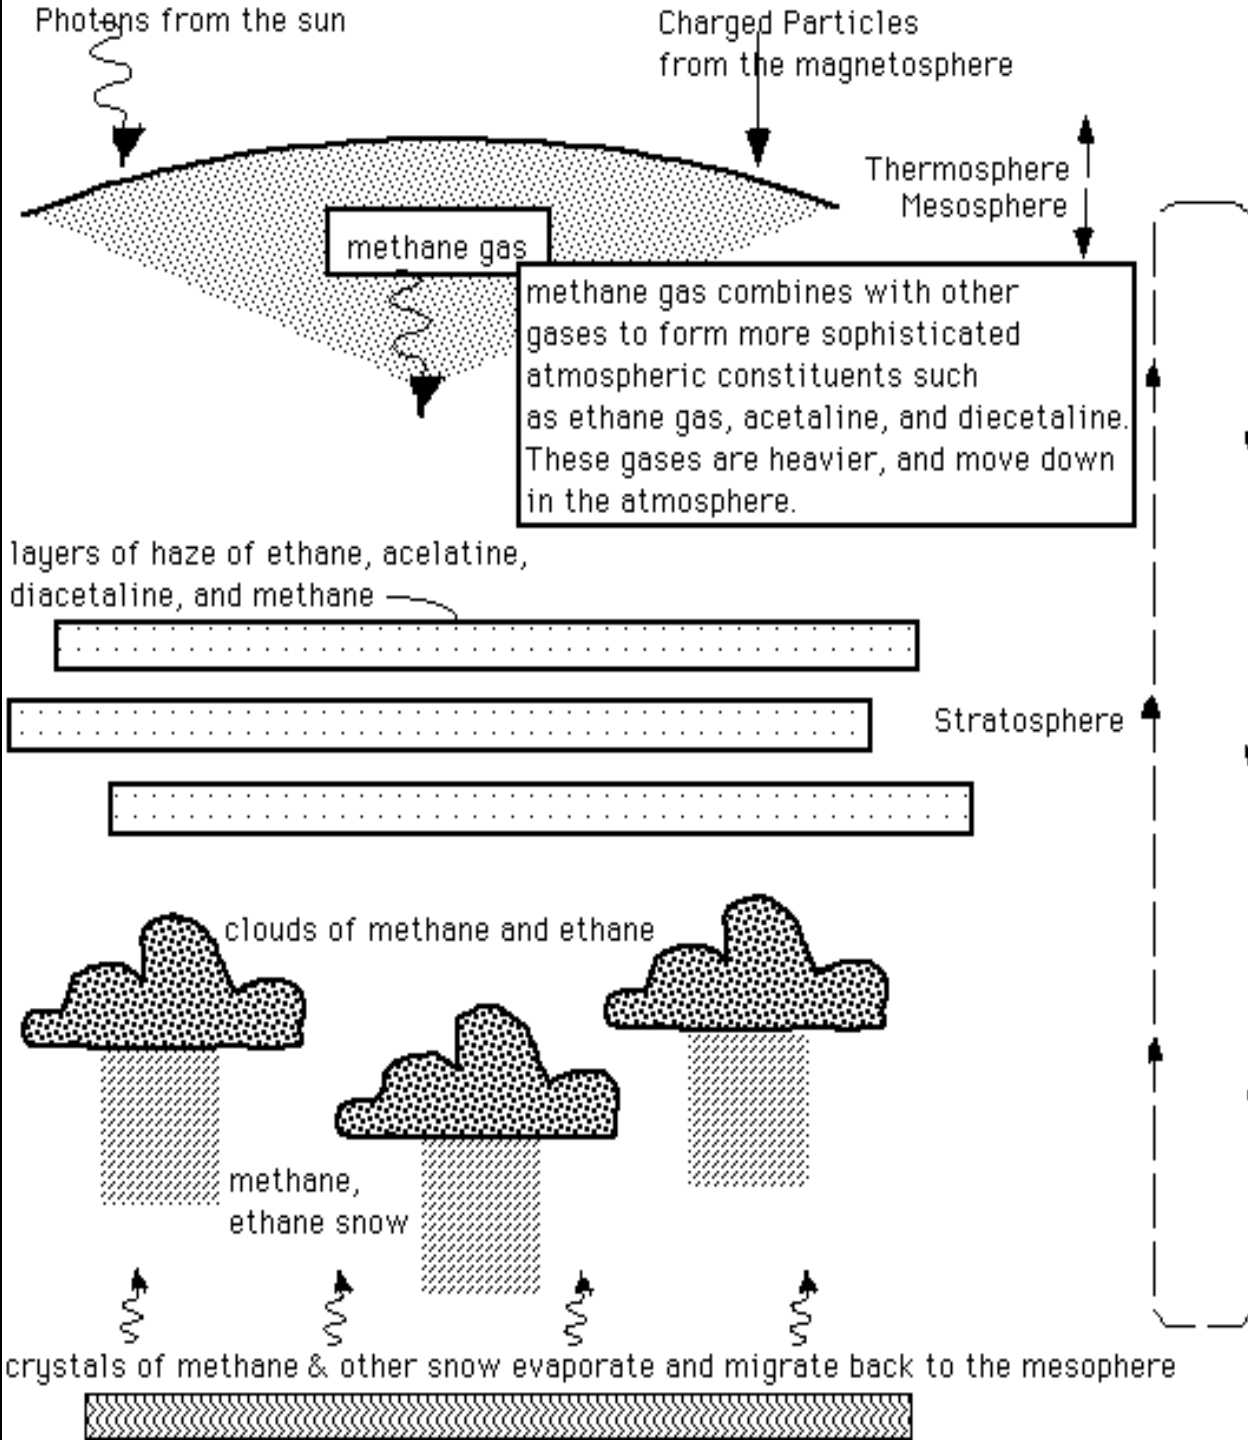 Photons from the sun
Charged Particles
from the magnetosphere
Thermosphere
Mesosphere
methane gas
methane gas combines with other
gases to form more sophisticated
atmospheric constituents such
as ethane gas, acetaline, and diecetaline.
These gases are heavier, and move down
in the atmosphere.
layers of haze of ethane, acelatine,
diacetaline, and methane
Stratosphere
clouds of methane and ethane
methane,
ethane snow
crystals of methane & other snow evaporate and migrate back to the mesophere